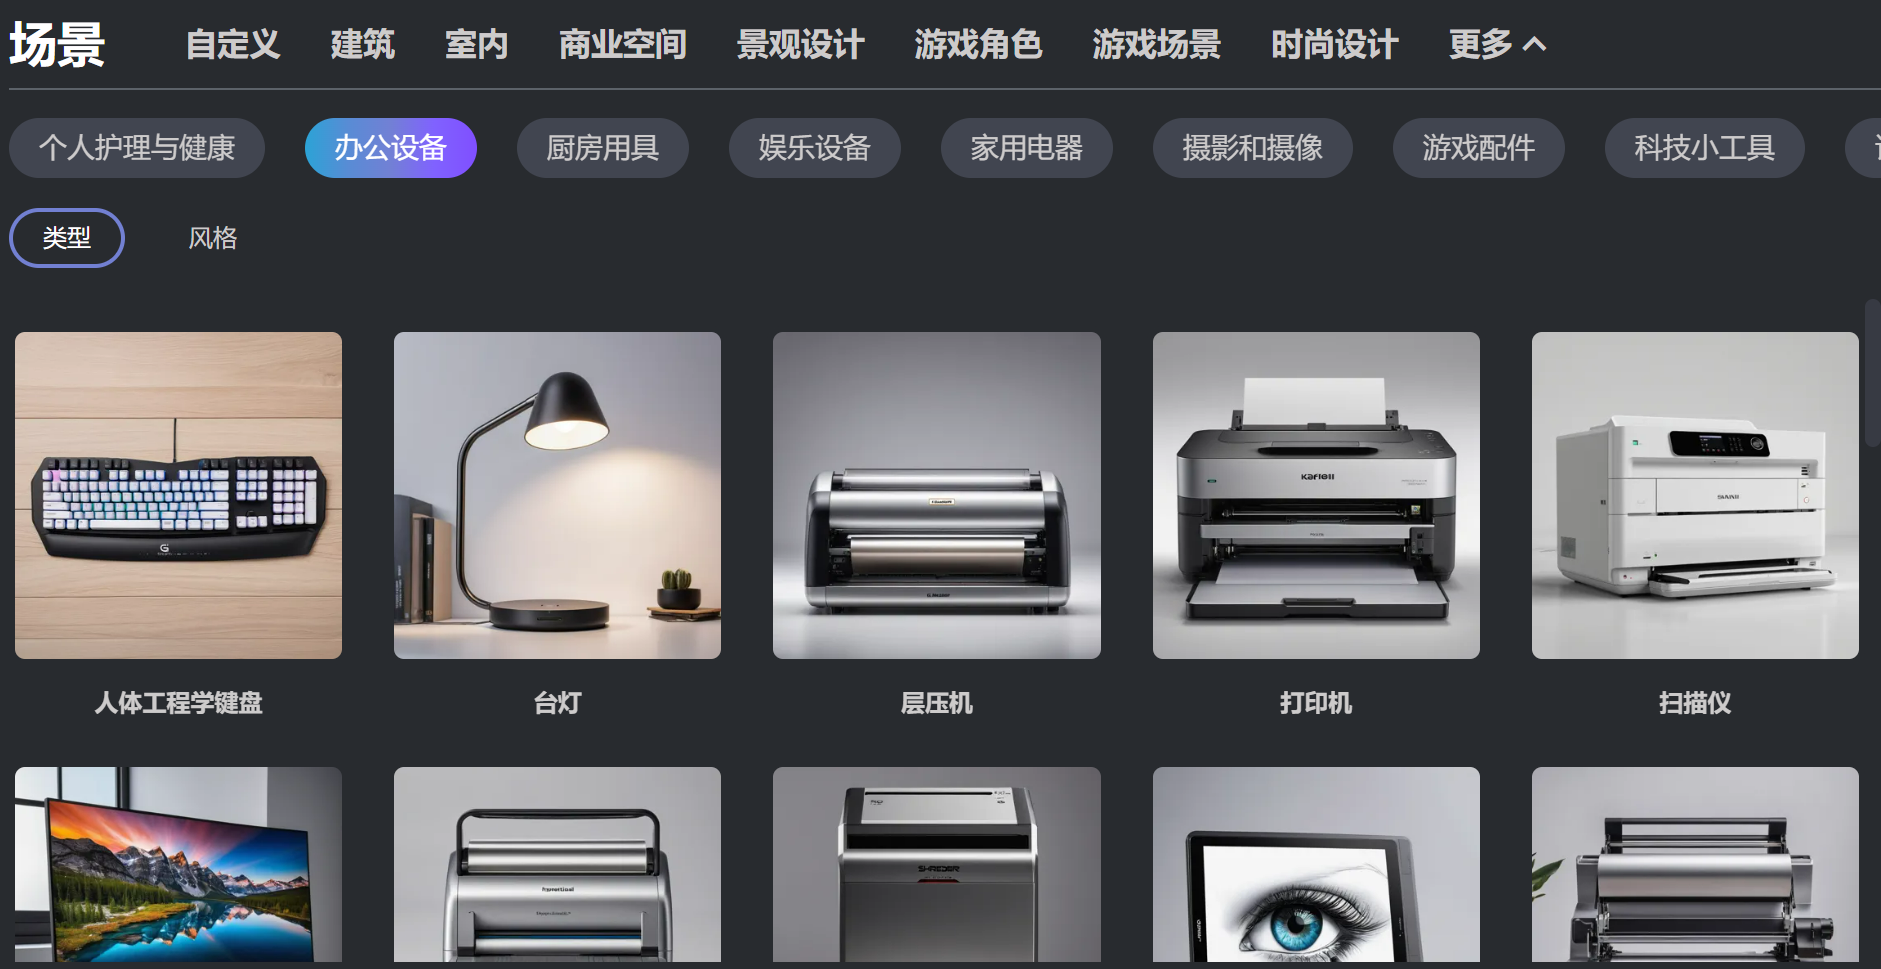 场景 自定义 建筑 室内 商业空间 景观设计 游戏角色 游戏场景 时尚设计 更多
个人护理与健康 办公设备 厨房用具 娱乐设备 家用电器 摄影和摄像 游戏配件 科技小工具
类型 风格
人体工程学键盘 台灯 层压机 打印机 扫描仪
SHREDER